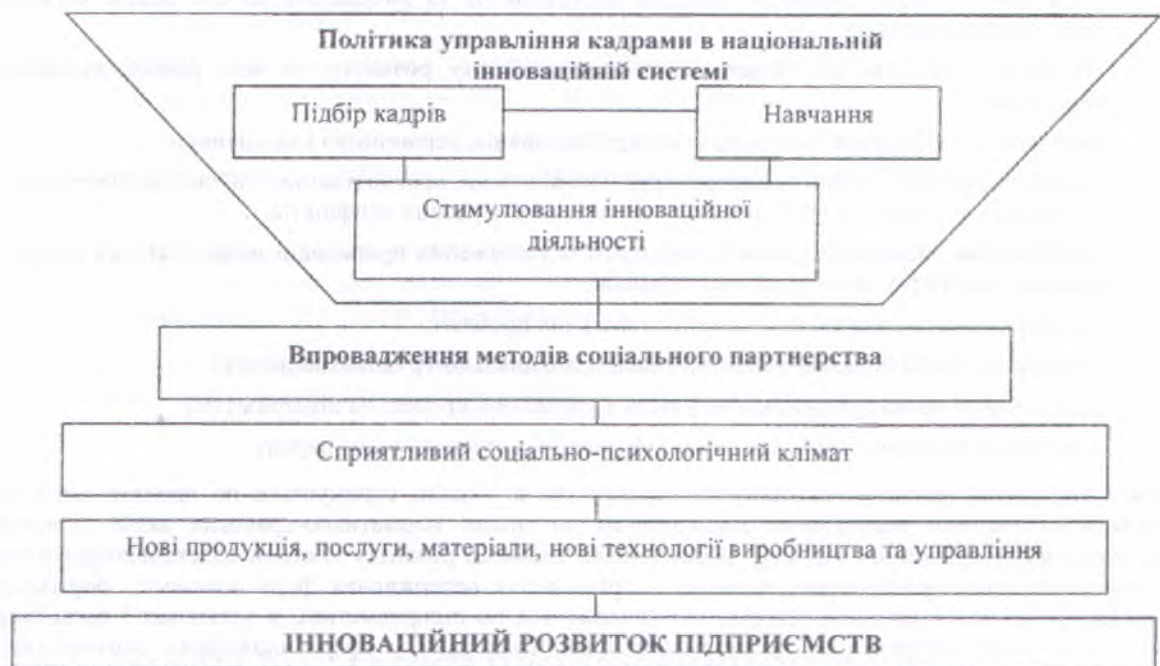 Політика управління кадрами в національній
інноваційній системі
Підбір кадрів
Навчання
Стимулювання інноваційної
діяльності
Впровадження методів соціального партнерства
Сприятливий соціально-психологічний клімат
Нові продукція, послуги, матеріали, нові технології виробництва та управління
ІННОВАЦІЙНИЙ РОЗВИТОК ПІДПРИЄМСТВ